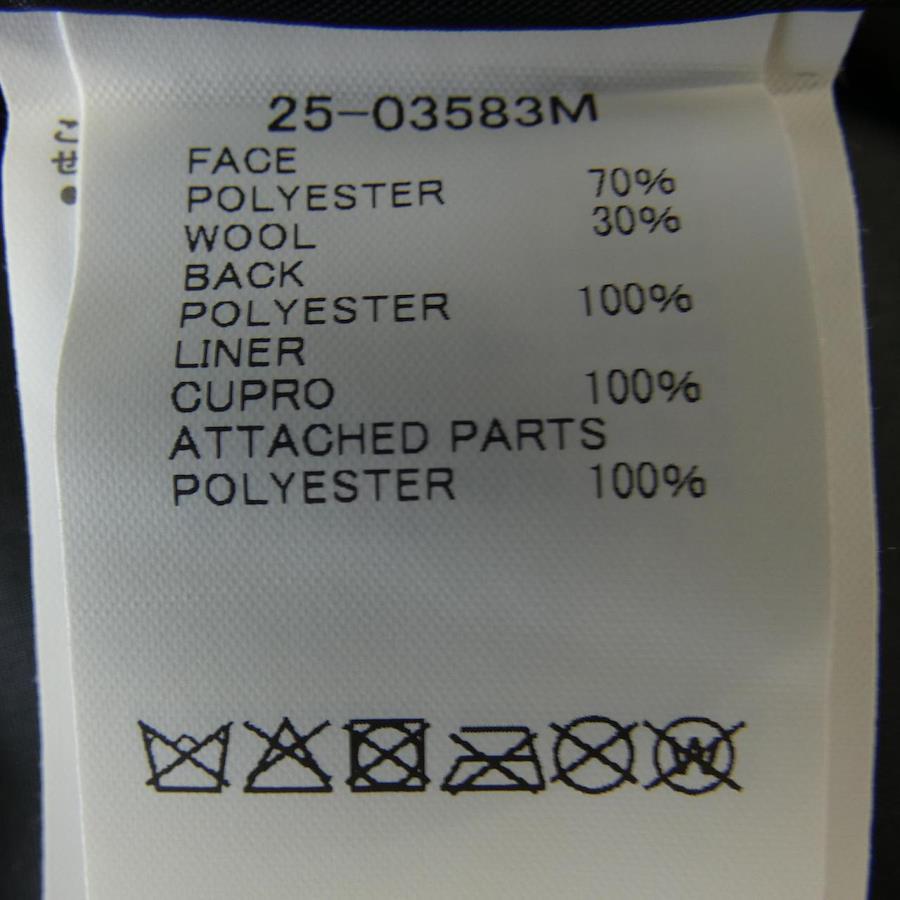 25-03583M
FACE
POLYESTER 70%
WOOL 30%
BACK
POLYESTER 100%
LINER
CUPRO 100%
ATTACHED PARTS
POLYESTER 100%
W